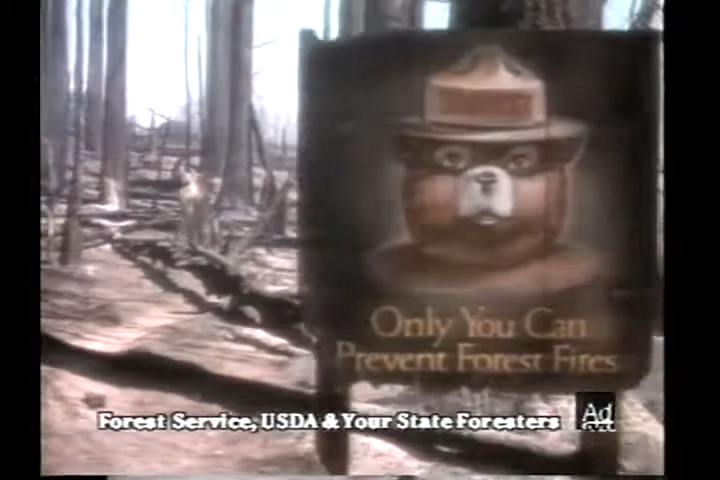 Only You Can
Prevent Forest Fires
Forest Service, USDA & Your State Foresters
Ad